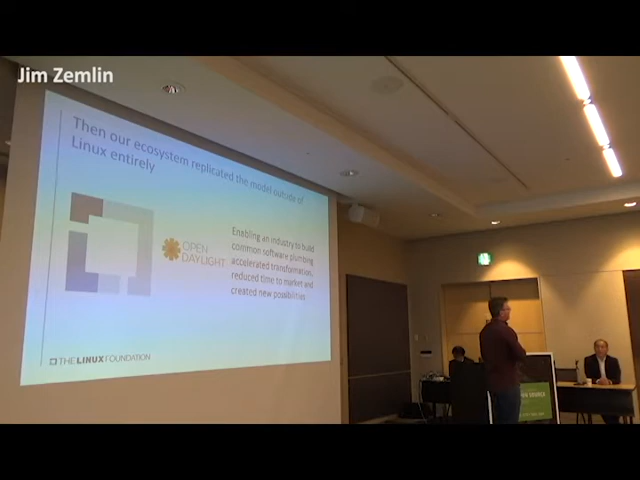 Jim Zemlin
Then our ecosystem replicated the model outside of
Linux entirely
OPEN
DAYLIGHT
Enabling an industry to build
common software plumbing
accelerated transformation,
reduced time to market and
created new possibilities
THE LINUX FOUNDATION